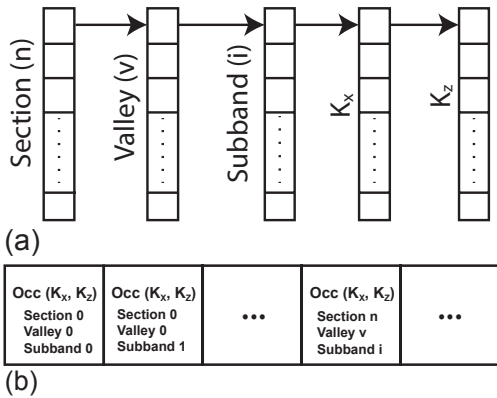 Section (n)
Valley (v)
Subband (i)
Kx
Kz
(a)
Occ (Kx, Kz)
Section 0
Valley 0
Subband 0
Occ (Kx, Kz)
Section 0
Valley 0
Subband 1
•••
Occ (Kx, Kz)
Section n
Valley v
Subband i
•••
(b)